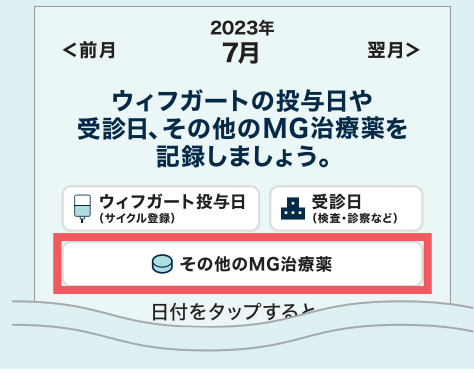 2023年
<前月 7月 翌月>
ウィフガートの投与日や
受診日、その他のMG治療薬を
記録しましょう。
ウィフガート投与日 受診日
(サイクル登録) (検査・診察など)
その他のMG治療薬
日付をタップすると